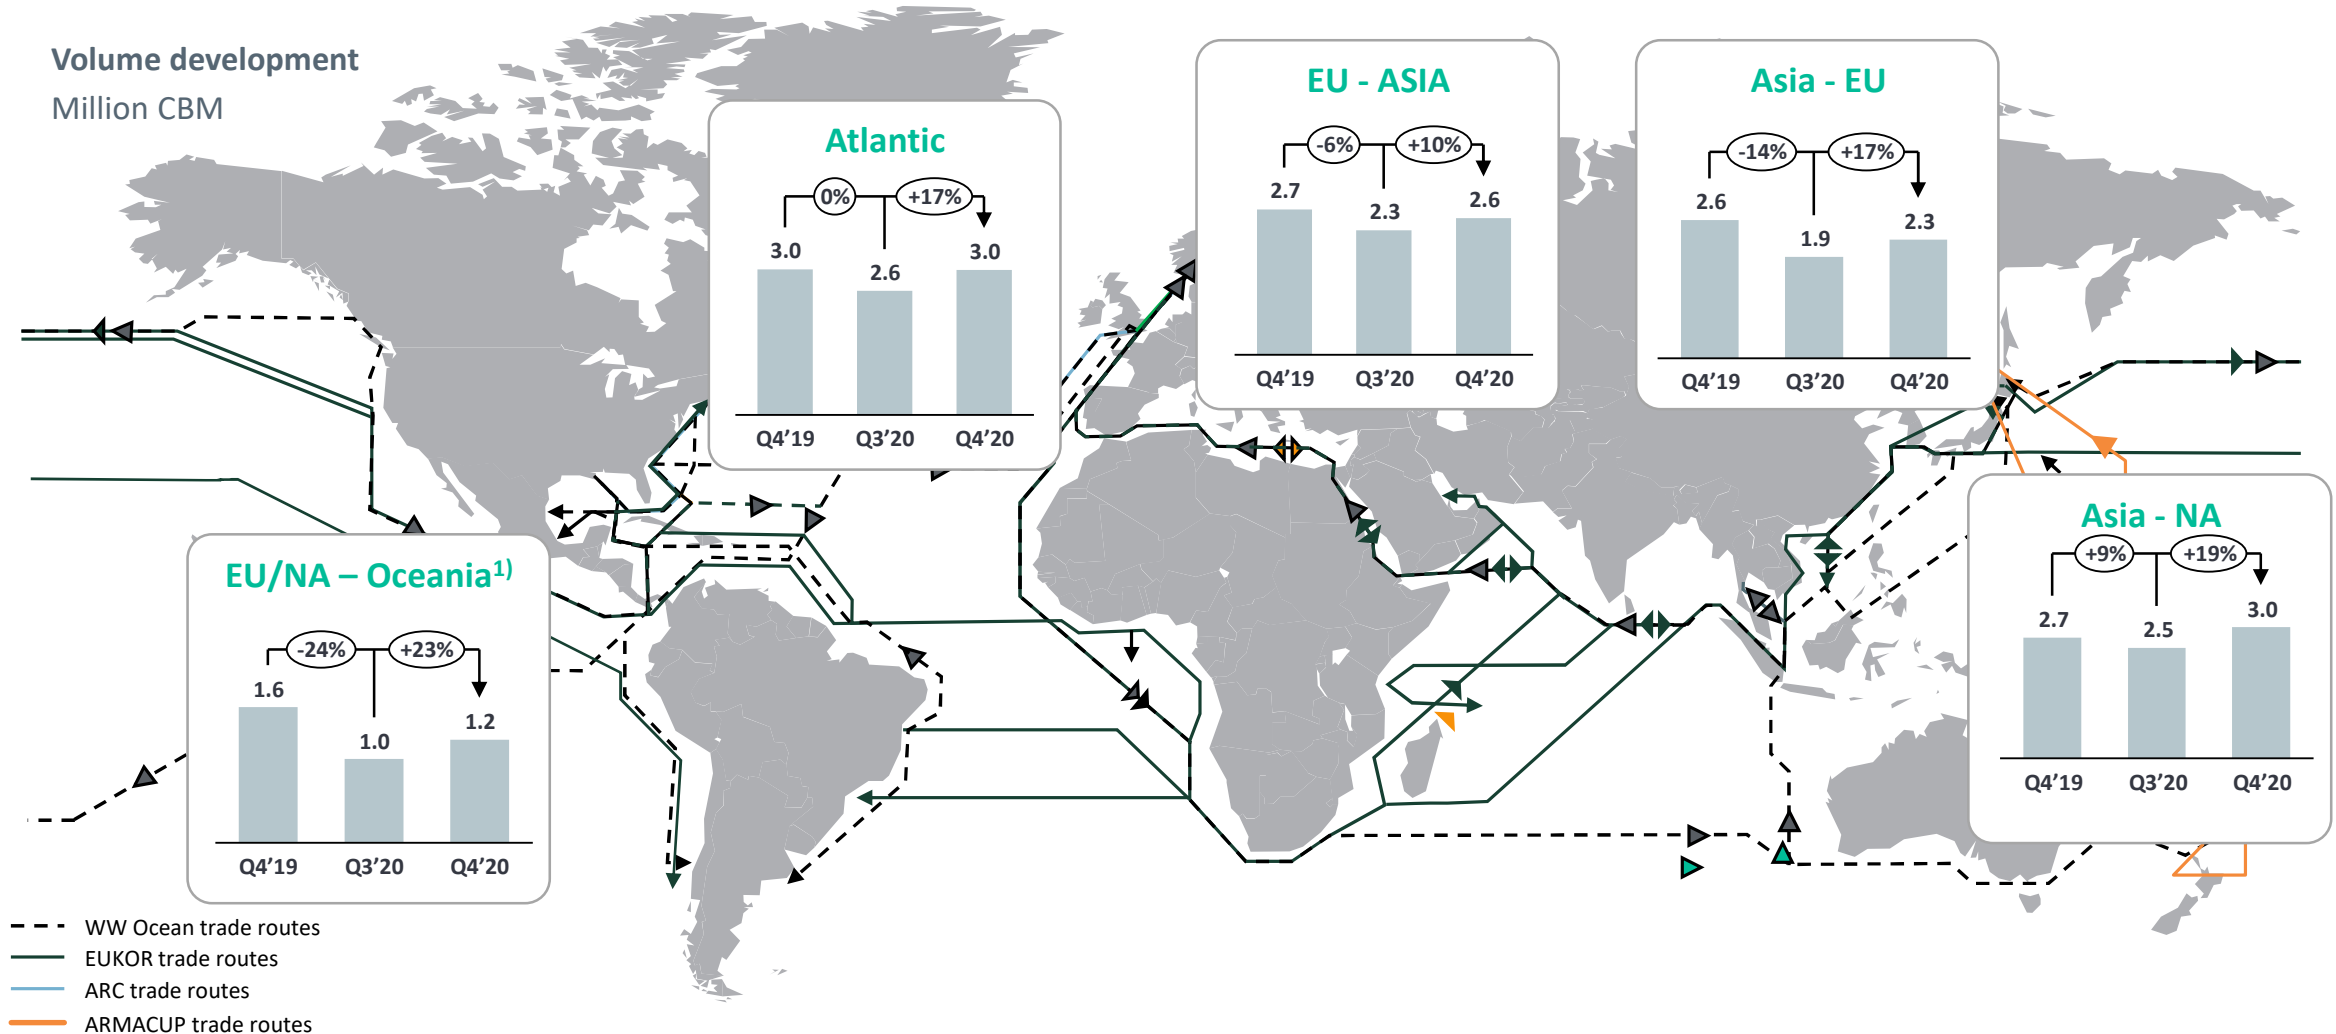 Volume development
Million CBM
Atlantic
0%
+17%
3.0
2.6
3.0
Q4’19
Q3’20
Q4’20
EU - ASIA
-6%
+10%
2.7
2.3
2.6
Q4’19
Q3’20
Q4’20
Asia - EU
-14%
+17%
2.6
1.9
2.3
Q4’19
Q3’20
Q4’20
EU/NA – Oceania1)
-24%
+23%
1.6
1.0
1.2
Q4’19
Q3’20
Q4’20
Asia - NA
+9%
+19%
2.7
2.5
3.0
Q4’19
Q3’20
Q4’20
WW Ocean trade routes
EUKOR trade routes
ARC trade routes
ARMACUP trade routes